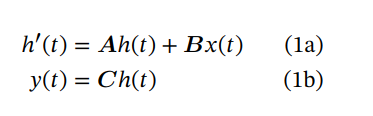 h′(t) = Ah(t) + Bx(t) (1a)
y(t) = Ch(t) (1b)